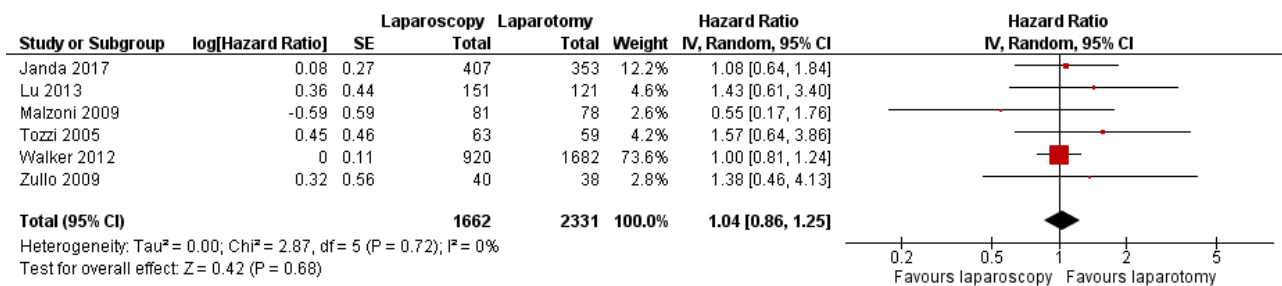 Laparoscopy Laparotomy Hazard Ratio Hazard Ratio
Study or Subgroup log[Hazard Ratio] SE Total Total Weight IV, Random, 95% CI IV, Random, 95% CI
Janda 2017 0.08 0.27 407 353 12.2% 1.08 [0.64, 1.84]
Lu 2013 0.36 0.44 151 121 4.6% 1.43 [0.61, 3.40]
Malzoni 2009 -0.59 0.59 81 78 2.6% 0.55 [0.17, 1.76]
Tozzi 2005 0.45 0.46 63 59 4.2% 1.57 [0.64, 3.86]
Walker 2012 0 0.11 920 1682 73.6% 1.00 [0.81, 1.24]
Zullo 2009 0.32 0.56 40 38 2.8% 1.38 [0.46, 4.13]
Total (95% CI) 1662 2331 100.0% 1.04 [0.86, 1.25]
Heterogeneity: Tau² = 0.00; Chi² = 2.87, df = 5 (P = 0.72); I² = 0%
Test for overall effect: Z = 0.42 (P = 0.68)
0.2 0.5 1 2 5
Favours laparoscopy Favours laparotomy